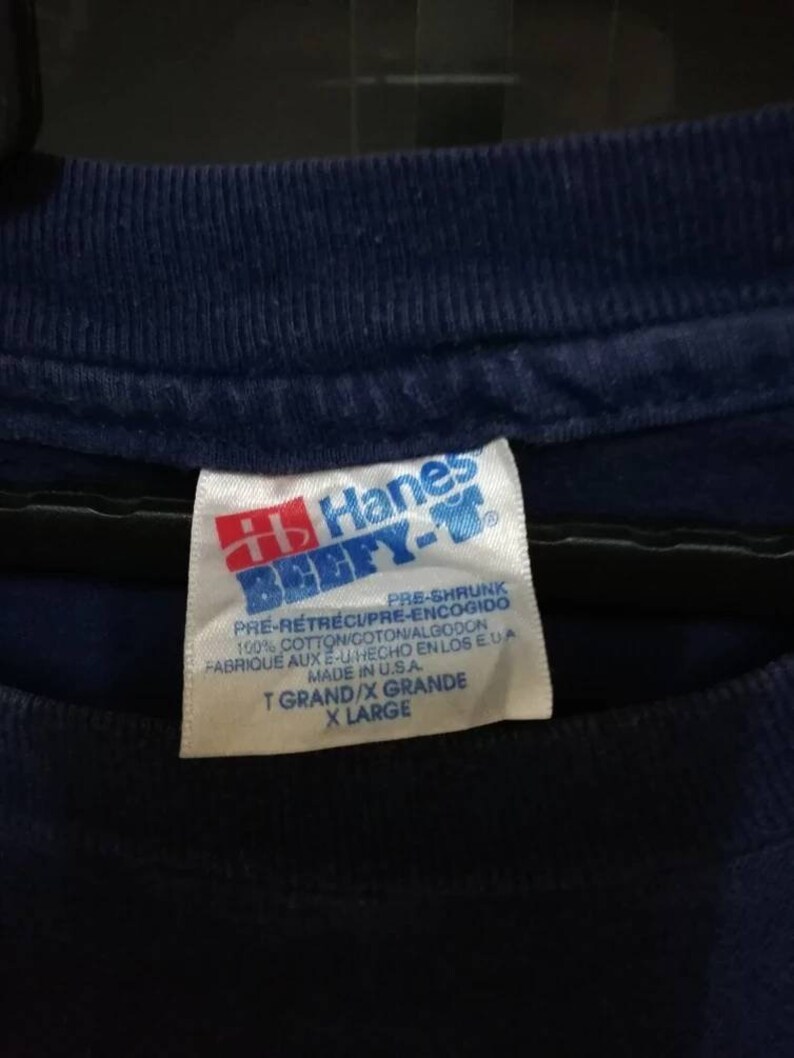 Hanes
BEEFY-T®
PRE-SHRUNK
PRÉ-RÉTRÉCI/PRE-ENCOGIDO
100% COTTON/COTON/ALGODON
FABRIQUÉ AUX É-U/HECHO EN LOS E.U.A.
MADE IN U.S.A.
T GRAND/X GRANDE
X LARGE